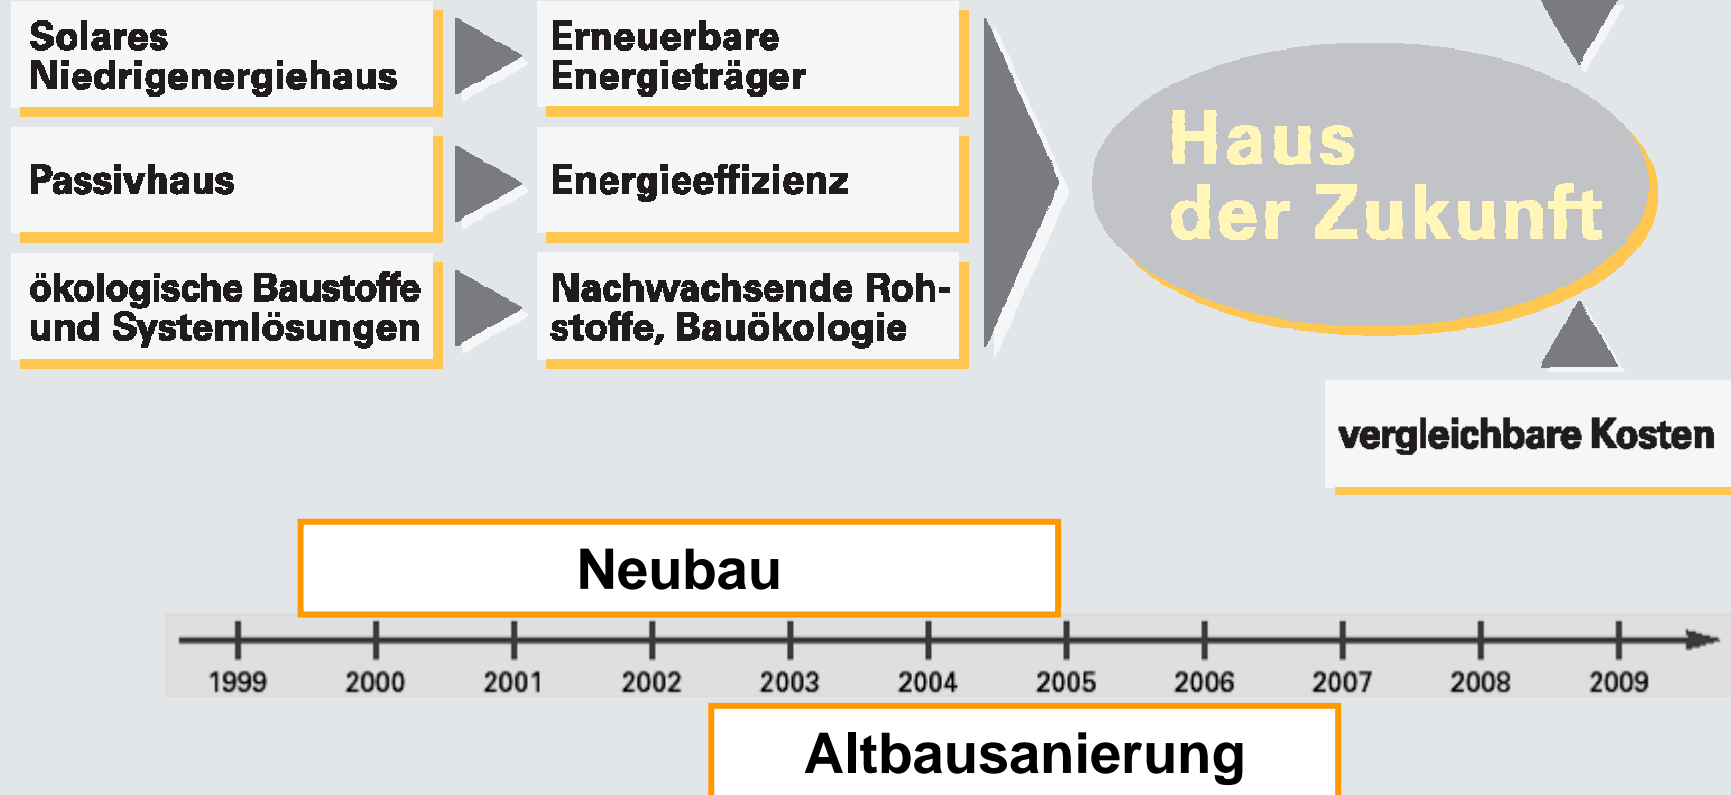 Solares
Niedrigenergiehaus
Erneuerbare
Energieträger
Passivhaus
Energieeffizienz
ökologische Baustoffe
und Systemlösungen
Nachwachsende Roh-
stoffe, Bauökologie
Haus
der Zukunft
vergleichbare Kosten
Neubau
1999 2000 2001 2002 2003 2004 2005 2006 2007 2008 2009
Altbausanierung